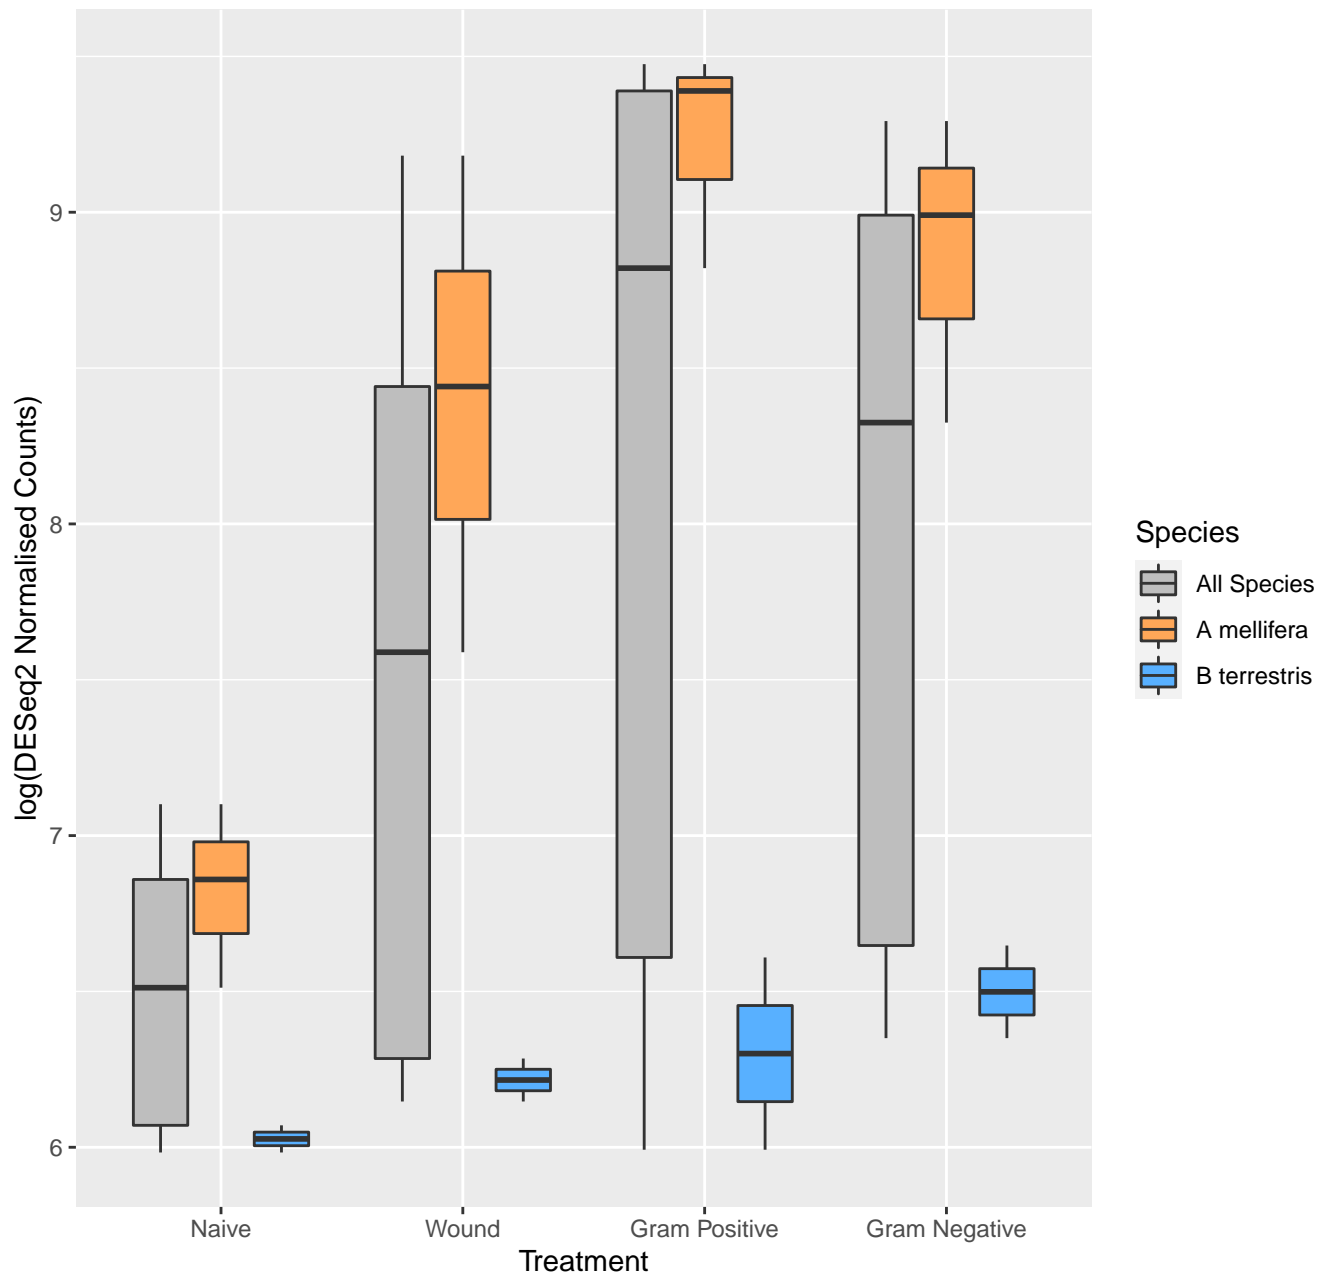 log(DESeq2 Normalised Counts)
9
8
7
6
Naive
Wound
Gram Positive
Gram Negative
Treatment
Species
All Species
A mellifera
B terrestris